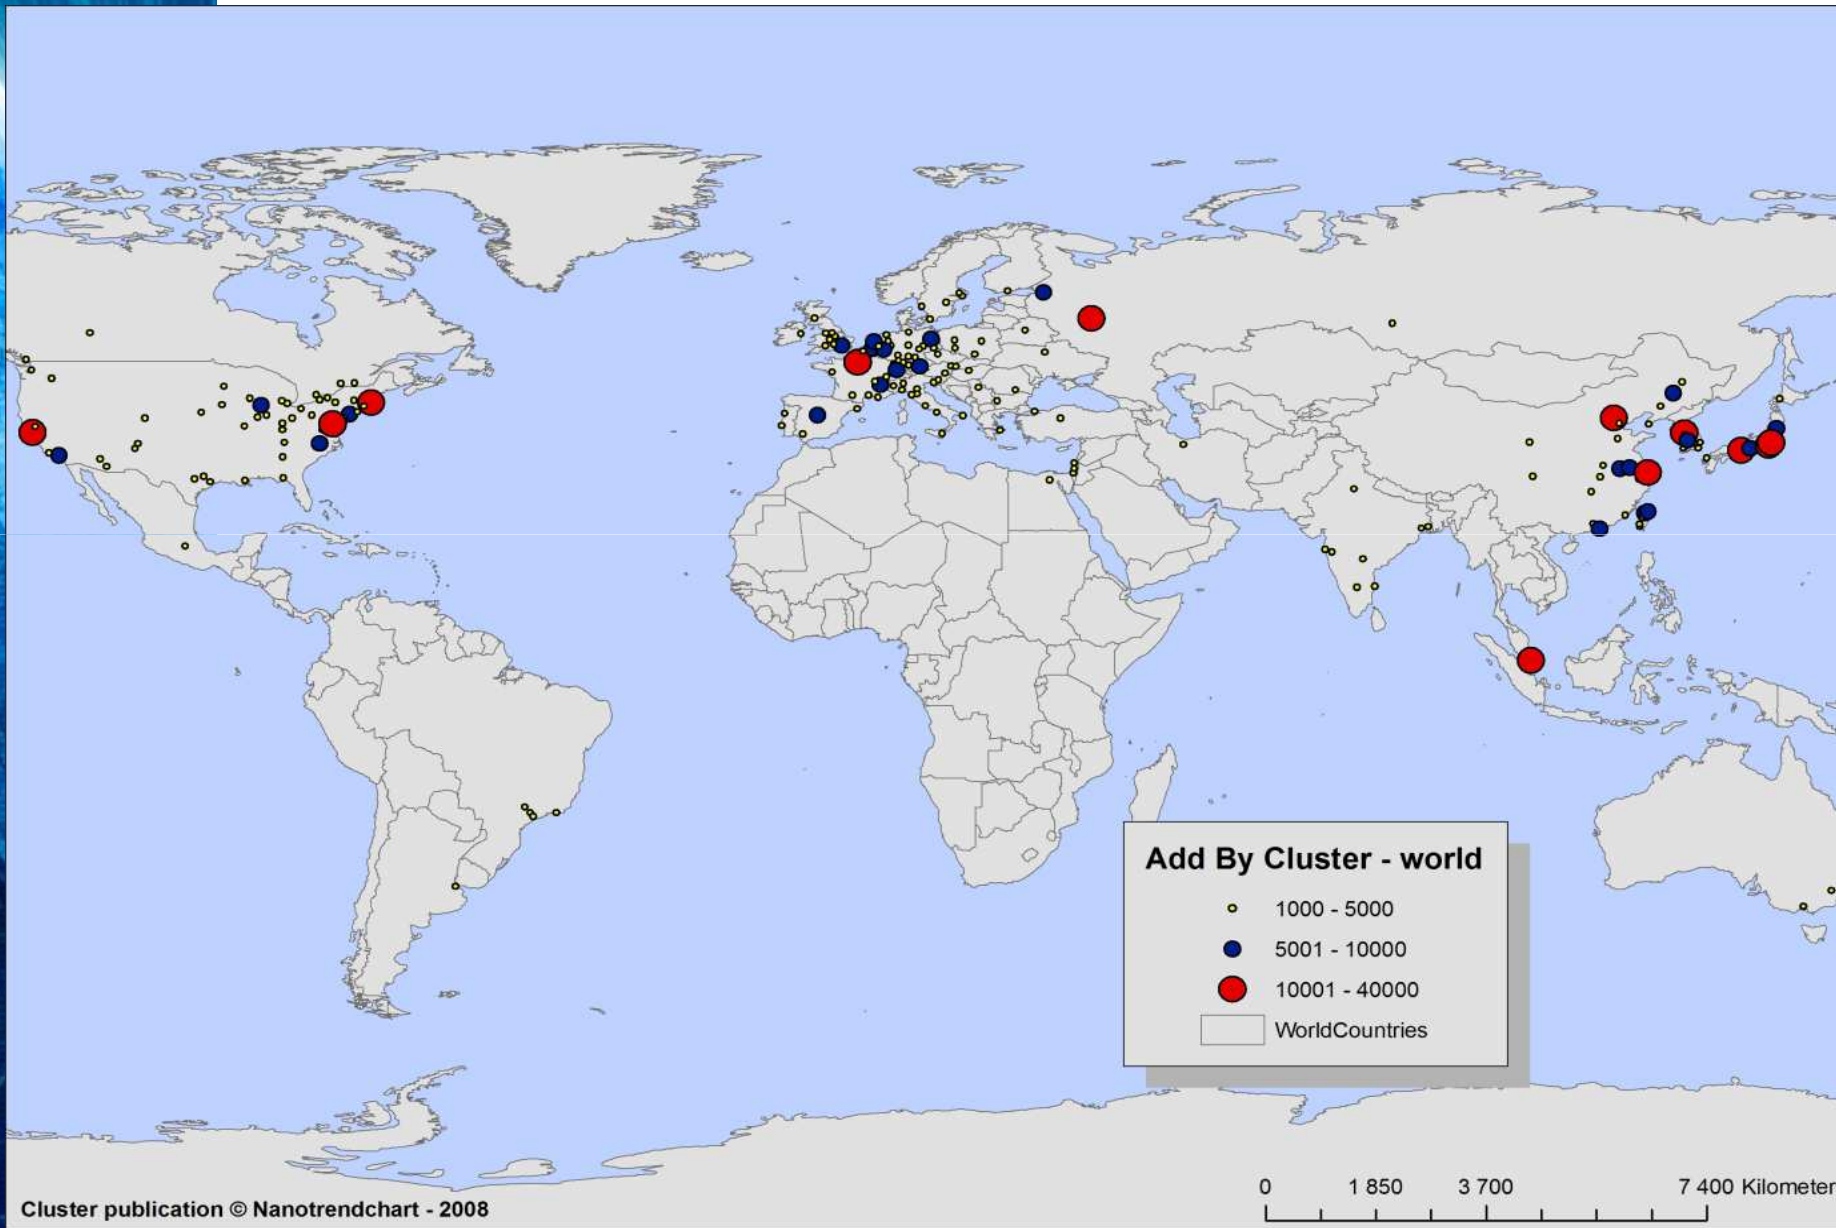 Add By Cluster - world
1000 - 5000
5001 - 10000
10001 - 40000
WorldCountries
0 1 850 3 700 7 400 Kilometer
Cluster publication © Nanotrendchart - 2008